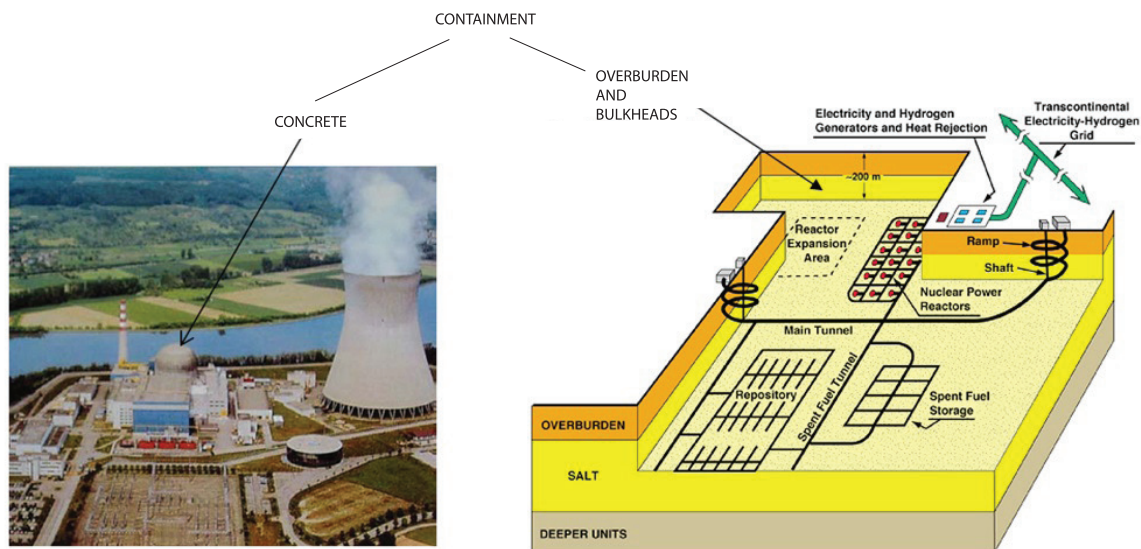 CONTAINMENT
CONCRETE
OVERBURDEN
AND
BULKHEADS
Electricity and Hydrogen
Generators and Heat Rejection
Transcontinental
Electricity-Hydrogen
Grid
~200 m
Reactor
Expansion
Area
Ramp
Shaft
Nuclear Power
Reactors
Main Tunnel
Repository
Spent Fuel Tunnel
Spent Fuel
Storage
OVERBURDEN
SALT
DEEPER UNITS